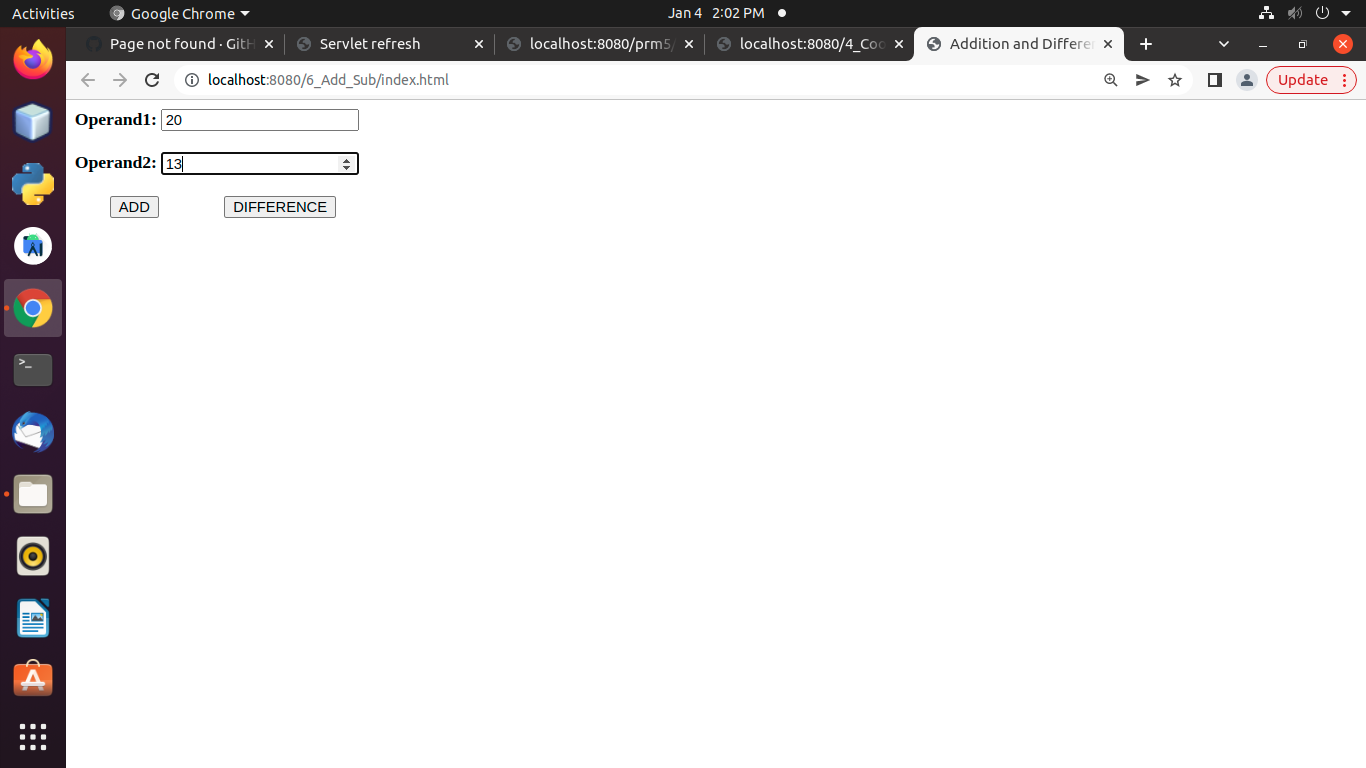 Activities Google Chrome Jan 4 2:02 PM
Page not found · GitH Servlet refresh localhost:8080/prm5/ localhost:8080/4_Coo Addition and Differe
localhost:8080/6_Add_Sub/index.html Update
Operand1: 20
Operand2: 13
ADD DIFFERENCE